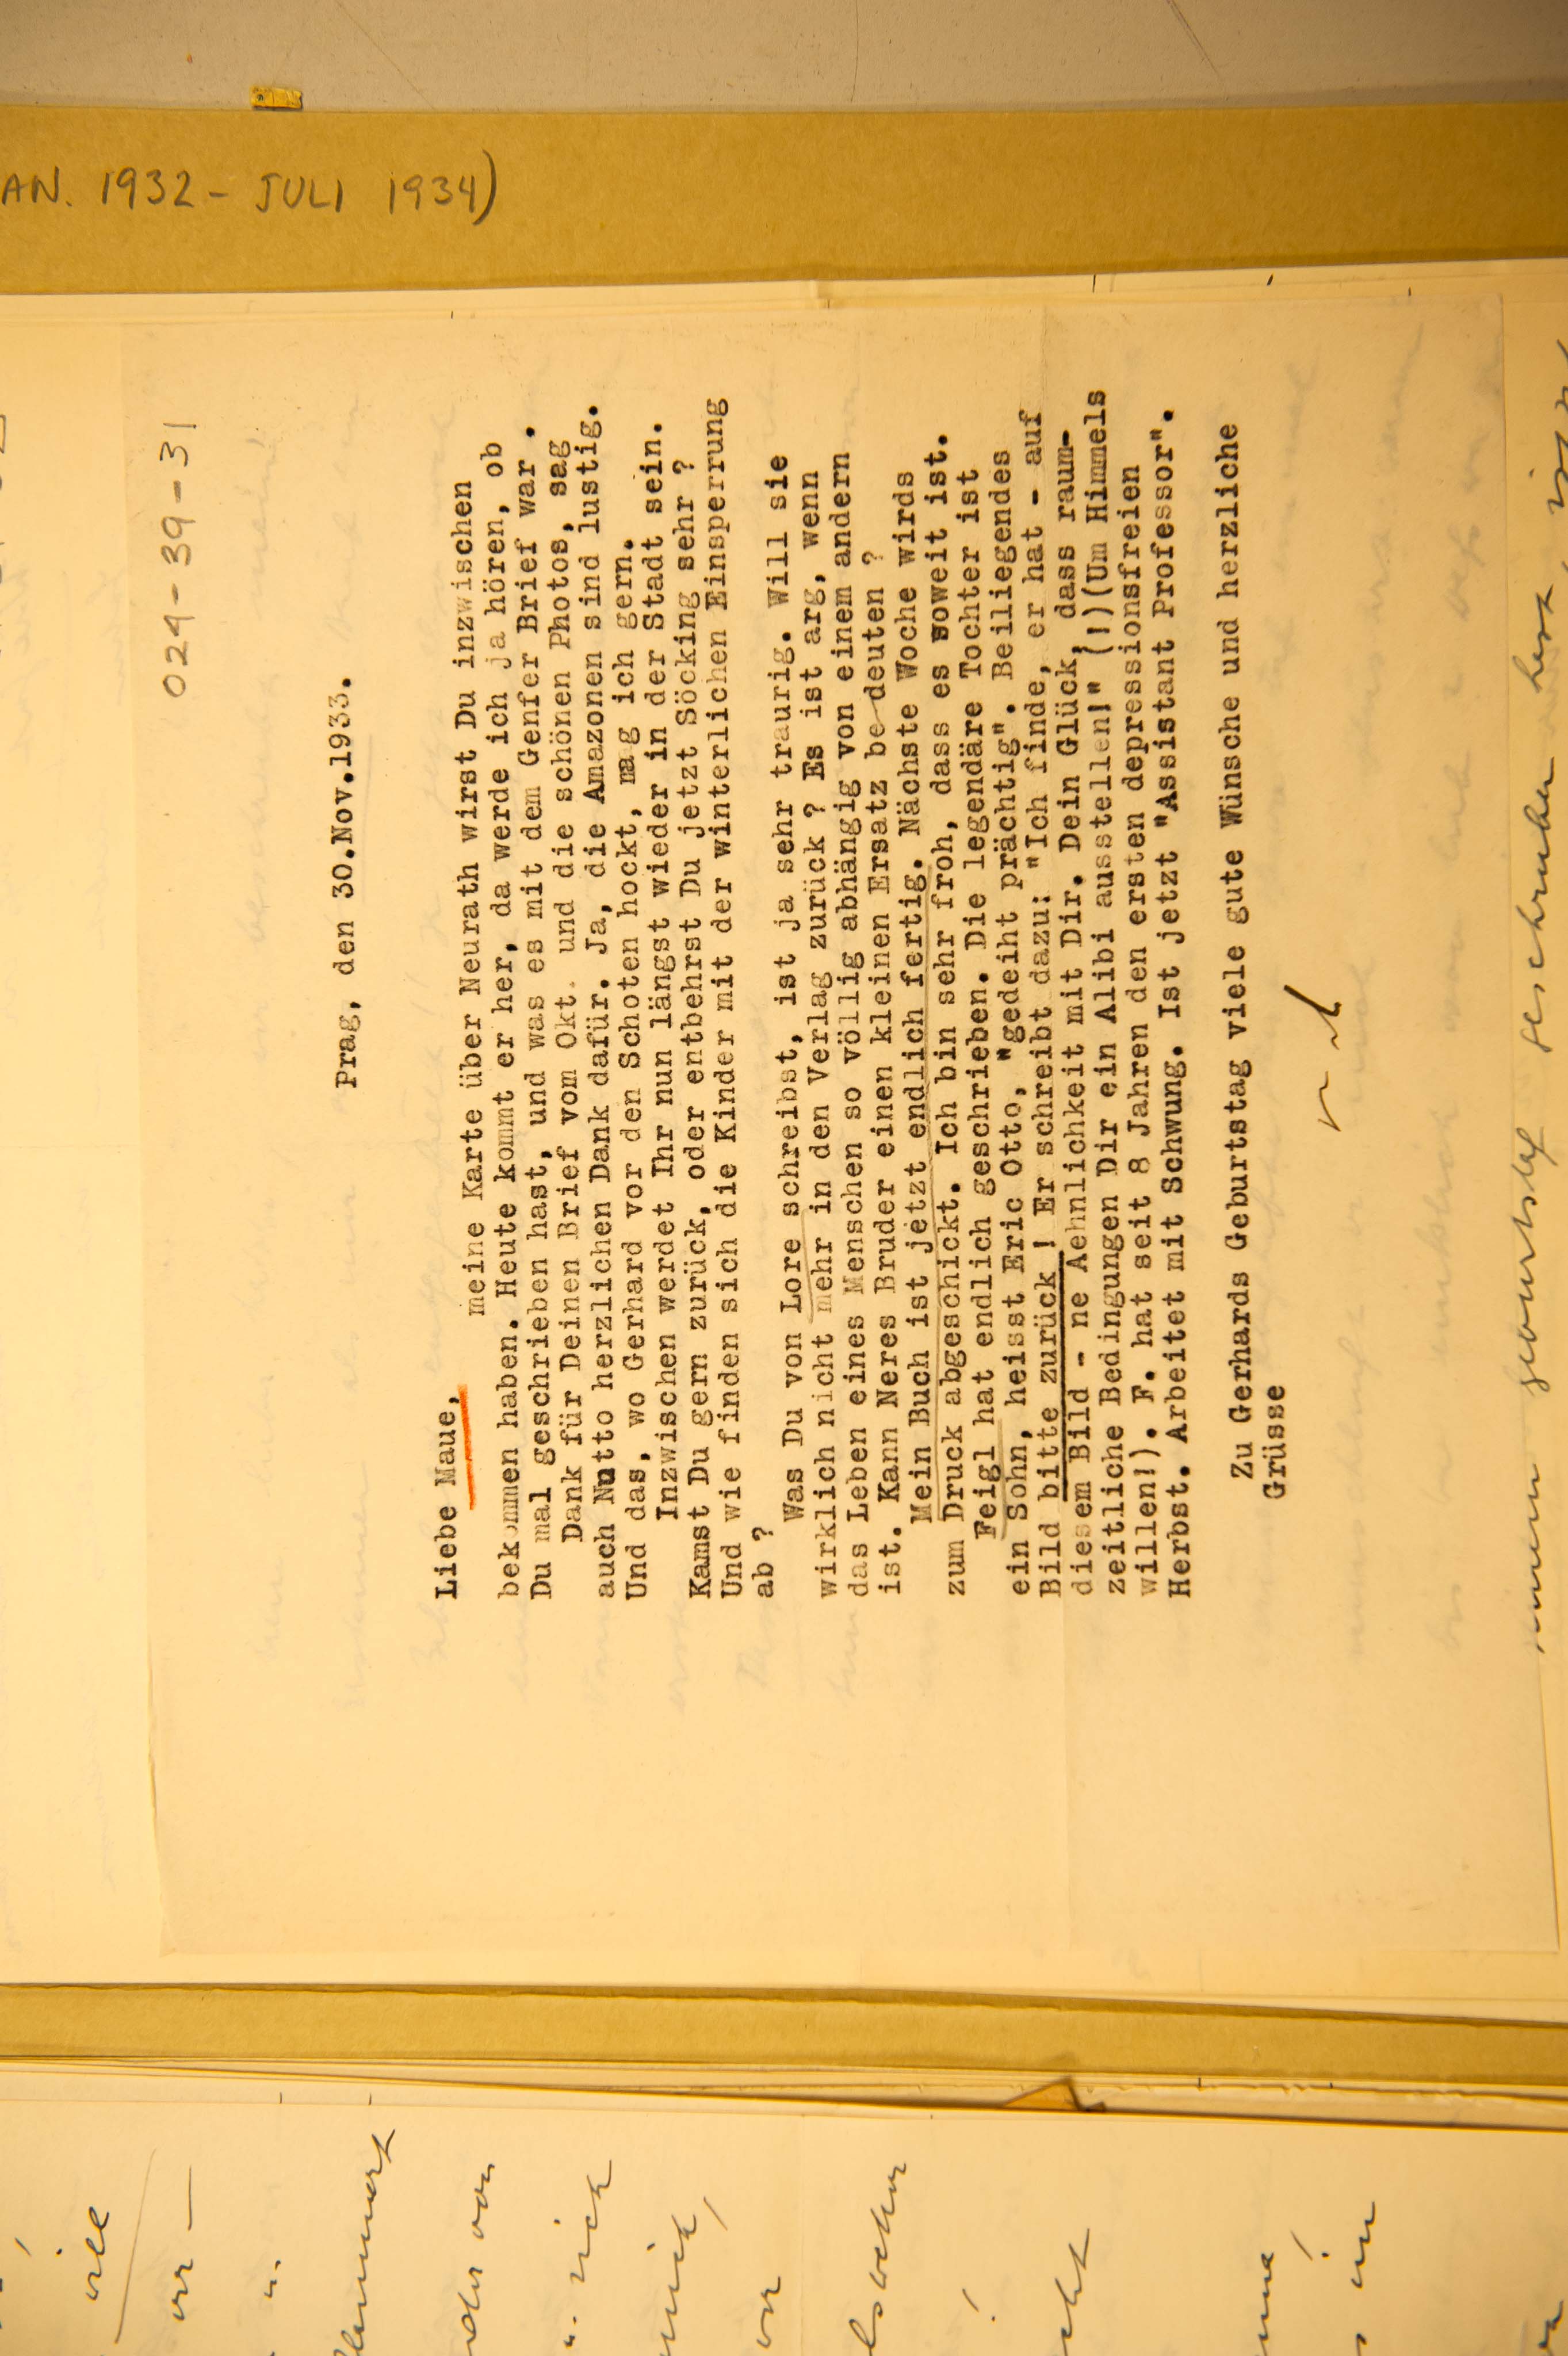 AN. 1932 - JULI 1934)
024-39-31
Prag, den 30.Nov.1933.
Liebe Maue,
meine Karte über Neurath wirst Du inzwischen
bekommen haben. Heute kommt er her, da werde ich ja hören, ob
Du mal geschrieben hast, und was es mit dem Genfer Brief war .
Dank für Deinen Brief vom Okt. und die schönen Photos, sag
auch Nutto herzlichen Dank dafür. Ja, die Amazonen sind lustig.
Und das, wo Gerhard vor den Schoten hockt, mag ich gern.
Inzwischen werdet Ihr nun längst wieder in der Stadt sein.
Kamst Du gern zurück, oder entbehrst Du jetzt Söcking sehr ?
Und wie finden sich die Kinder mit der winterlichen Einsperrung
ab ?
Was Du von Lore schreibst, ist ja sehr traurig. Will sie
wirklich nicht mehr in den Verlag zurück ? Es ist arg, wenn
das Leben eines Menschen so völlig abhängig von einem andern
ist. Kann Neres Bruder einen kleinen Ersatz bedeuten ?
Mein Buch ist jetzt endlich fertig. Nächste Woche wirds
zum Druck abgeschickt. Ich bin sehr froh, dass es soweit ist.
Feigl hat endlich geschrieben. Die legendäre Tochter ist
ein Sohn, heisst Eric Otto, "gedeiht prächtig". Beiliegendes
Bild bitte zurück ! Er schreibt dazu: "Ich finde, er hat - auf
diesem Bild - ne Aehnlichkeit mit Dir. Dein Glück, dass raum-
zeitliche Bedingungen Dir ein Alibi ausstellen!" (!)(Um Himmels
willen!). F. hat seit 8 Jahren den ersten depressionsfreien
Herbst. Arbeitet mit Schwung. Ist jetzt "Assistant Professor".
Zu Gerhards Geburtstag viele gute Wünsche und herzliche
Grüsse